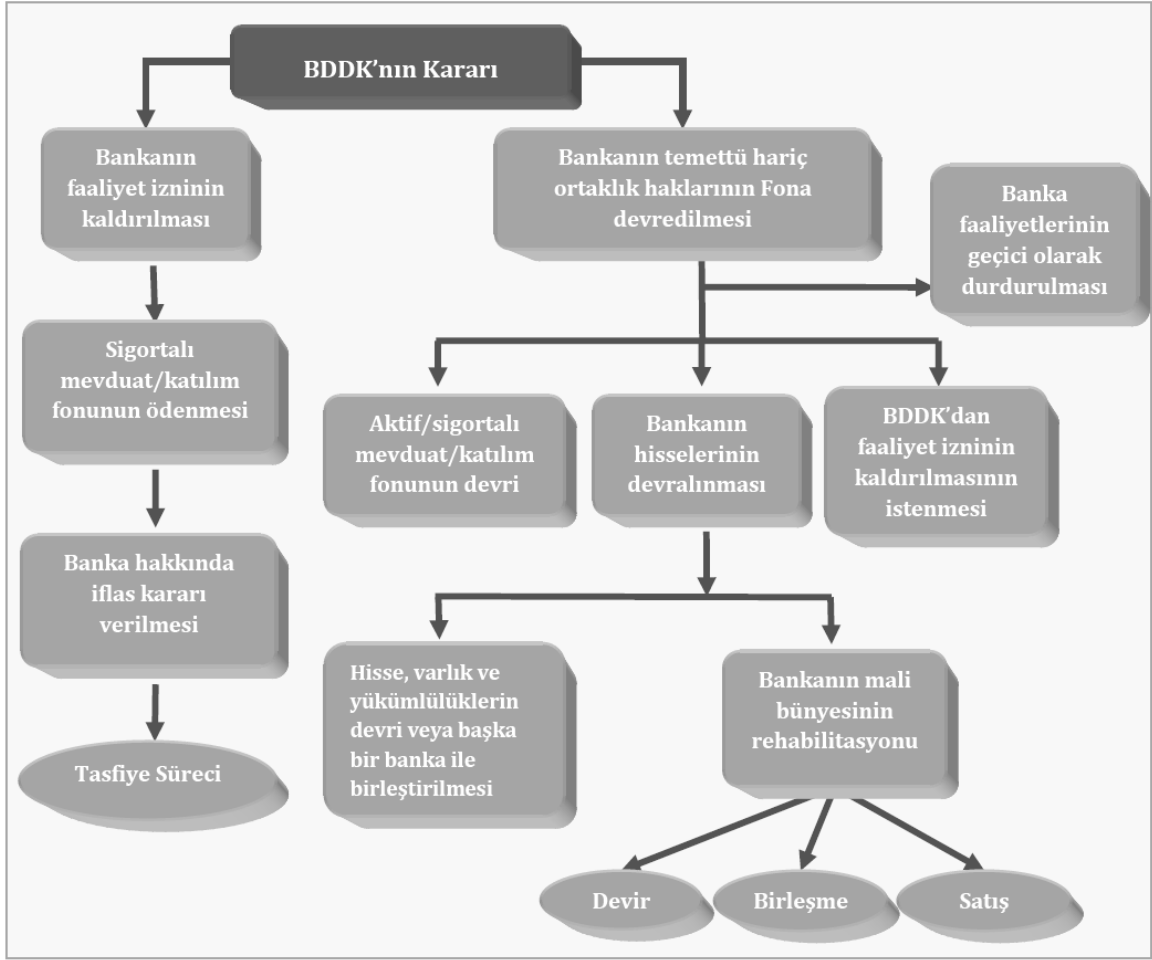 BDDK'nın Kararı
Bankanın
faaliyet izninin
kaldırılması
Bankanın temettü hariç
ortaklık haklarının Fona
devredilmesi
Banka
faaliyetlerinin
geçici olarak
durdurulması
Sigortalı
mevduat/katılım
fonunun ödenmesi
Aktif/sigortalı
mevduat/katılım
fonunun devri
Bankanın
hisselerinin
devralınması
BDDK'dan
faaliyet izninin
kaldırılmasının
istenmesi
Banka hakkında
iflas kararı
verilmesi
Hisse, varlık ve
yükümlülüklerin
devri veya başka
bir banka ile
birleştirilmesi
Bankanın mali
bünyesinin
rehabilitasyonu
Tasfiye Süreci
Devir
Birleşme
Satış